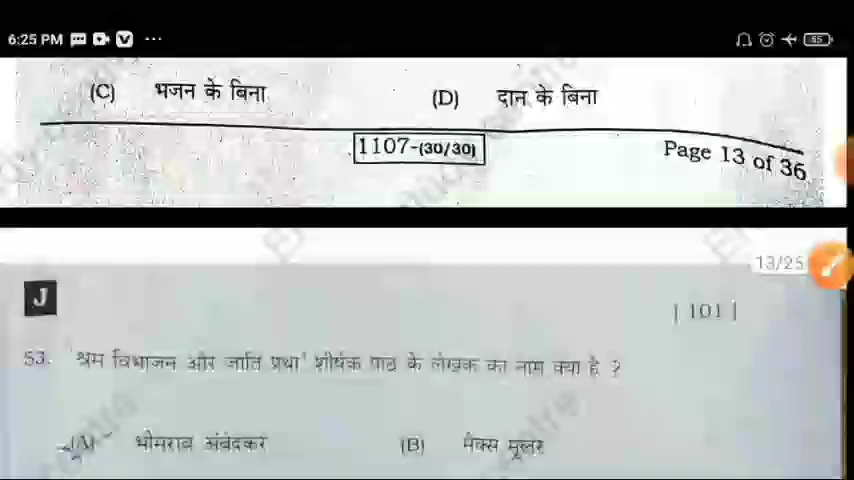 6:25 PM ...
55
(C) भजन के बिना (D) दान के बिना
1107-(30/30) Page 13 of 36
13/25
J [ 101 ]
53. 'श्रम विभाजन और जाति प्रथा' शीर्षक पाठ के लेखक का नाम क्या है ?
(A) भीमराव अंबेदकर (B) मैक्स मूलर